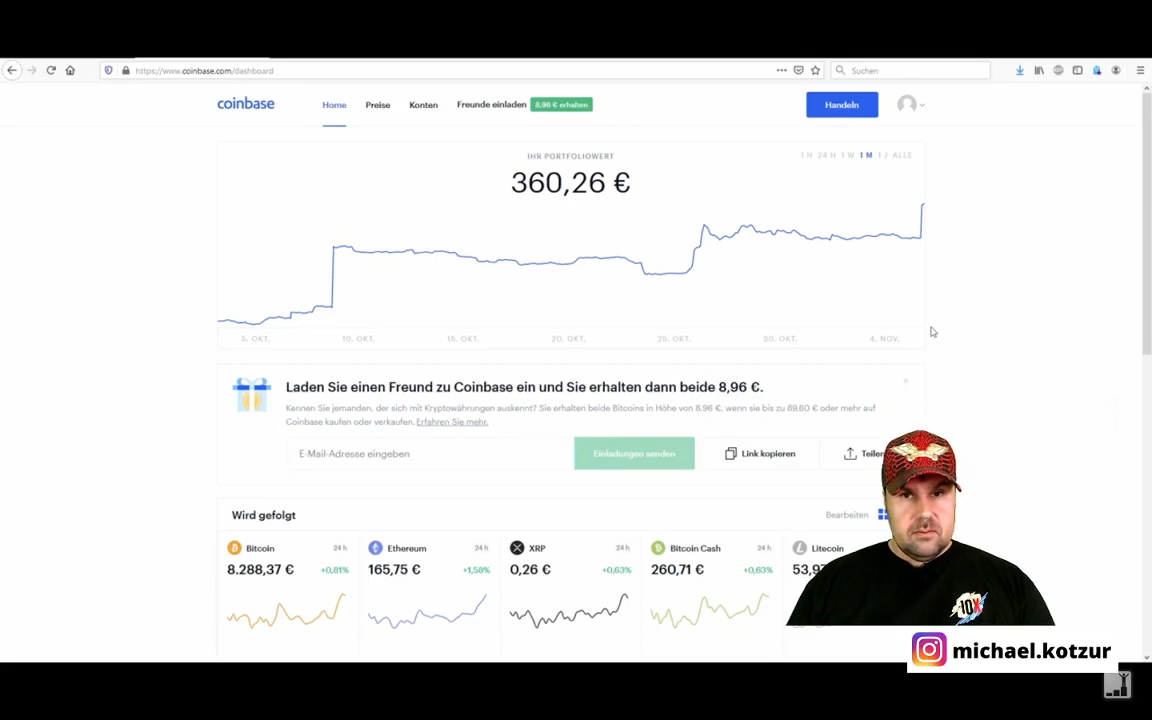 https://www.coinbase.com/dashboard
Suchen
coinbase
Home
Preise
Konten
Freunde einladen
8,96 € erhalten
Handeln
IHR PORTFOLIOWERT
1 H 24 H 1 W 1 M 1 J ALLE
360,26 €
5. OKT.
10. OKT.
15. OKT.
20. OKT.
25. OKT.
30. OKT.
4. NOV.
Laden Sie einen Freund zu Coinbase ein und Sie erhalten dann beide 8,96 €.
Kennen Sie jemanden, der sich mit Kryptowährungen auskennt? Sie erhalten beide Bitcoins in Höhe von 8,96 €, wenn sie bis zu 89,60 € oder mehr auf
Coinbase kaufen oder verkaufen. Erfahren Sie mehr.
E-Mail-Adresse eingeben
Einladungen senden
Link kopieren
Teilen
Wird gefolgt
Bearbeiten
Bitcoin
24 h
8.288,37 €
+0,81%
Ethereum
24 h
165,75 €
+1,58%
XRP
24 h
0,26 €
+0,63%
Bitcoin Cash
24 h
260,71 €
+0,63%
Litecoin
53,97
10X
michael.kotzur